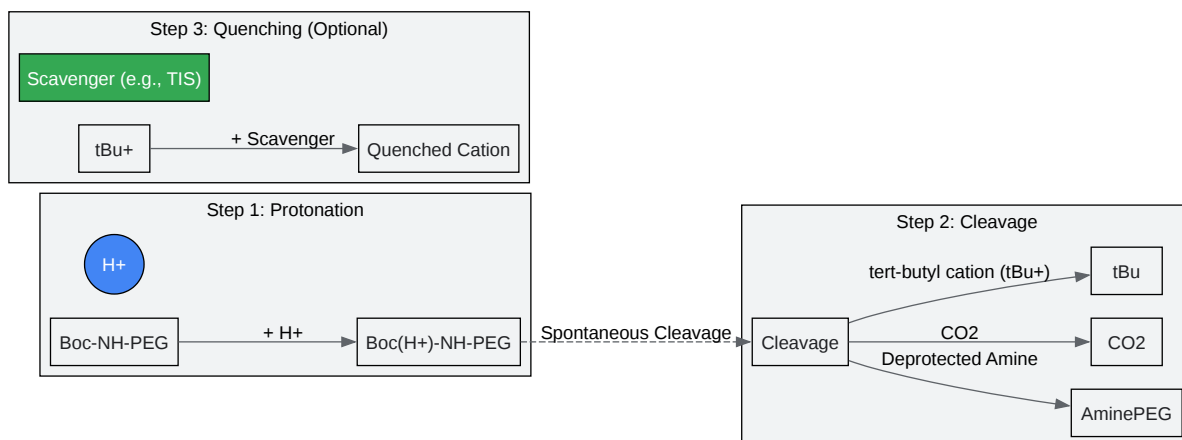 Step 3: Quenching (Optional)
Scavenger (e.g., TIS)
tBu+
+ Scavenger
Quenched Cation
Step 1: Protonation
H+
Boc-NH-PEG
+ H+
Boc(H+)-NH-PEG
Spontaneous Cleavage
Step 2: Cleavage
Cleavage
tert-butyl cation (tBu+)
tBu
CO2
CO2
Deprotected Amine
AminePEG